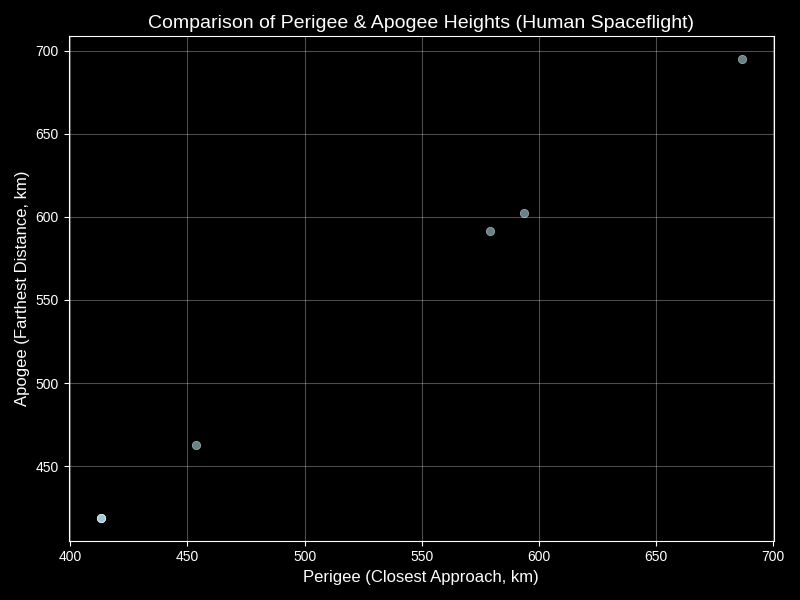 Comparison of Perigee & Apogee Heights (Human Spaceflight)
700
650
600
550
500
450
Apogee (Farthest Distance, km)
400 450 500 550 600 650 700
Perigee (Closest Approach, km)